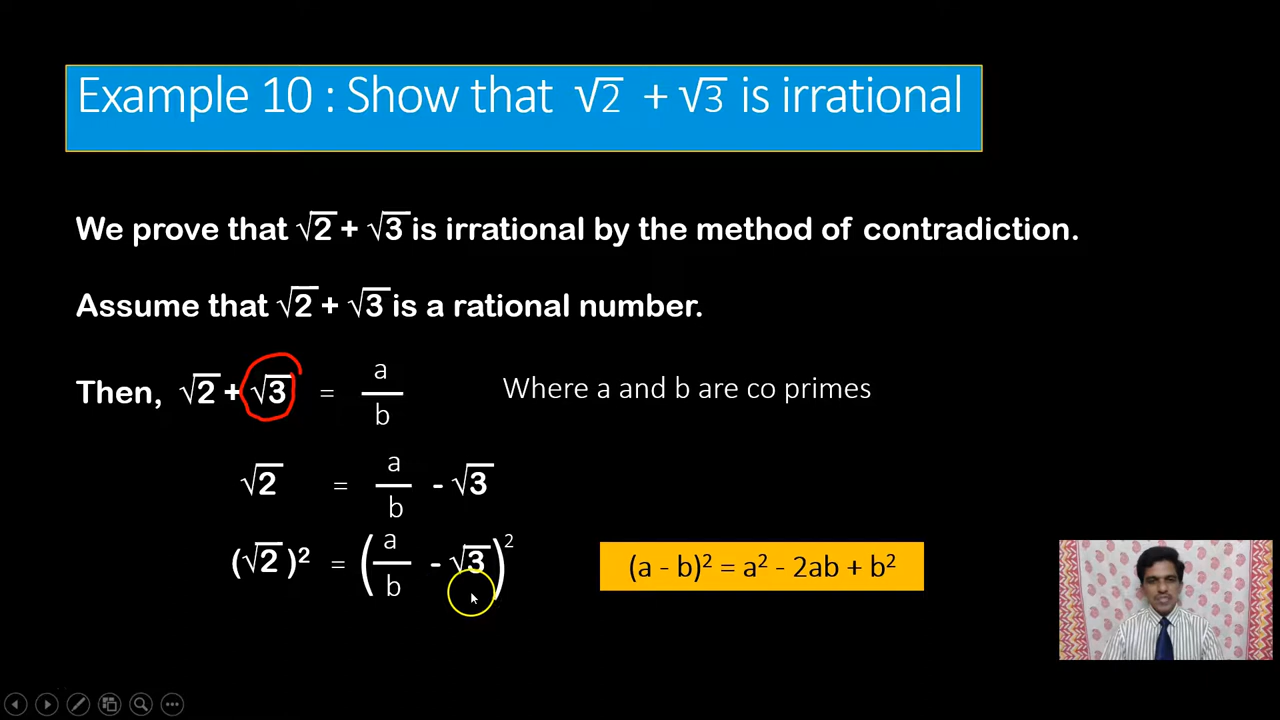 Example 10 : Show that √2 + √3 is irrational
We prove that √2 + √3 is irrational by the method of contradiction.
Assume that √2 + √3 is a rational number.
Then, √2 + √3 = a/b Where a and b are co primes
√2 = a/b - √3
(√2)² = (a/b - √3)² (a - b)² = a² - 2ab + b²